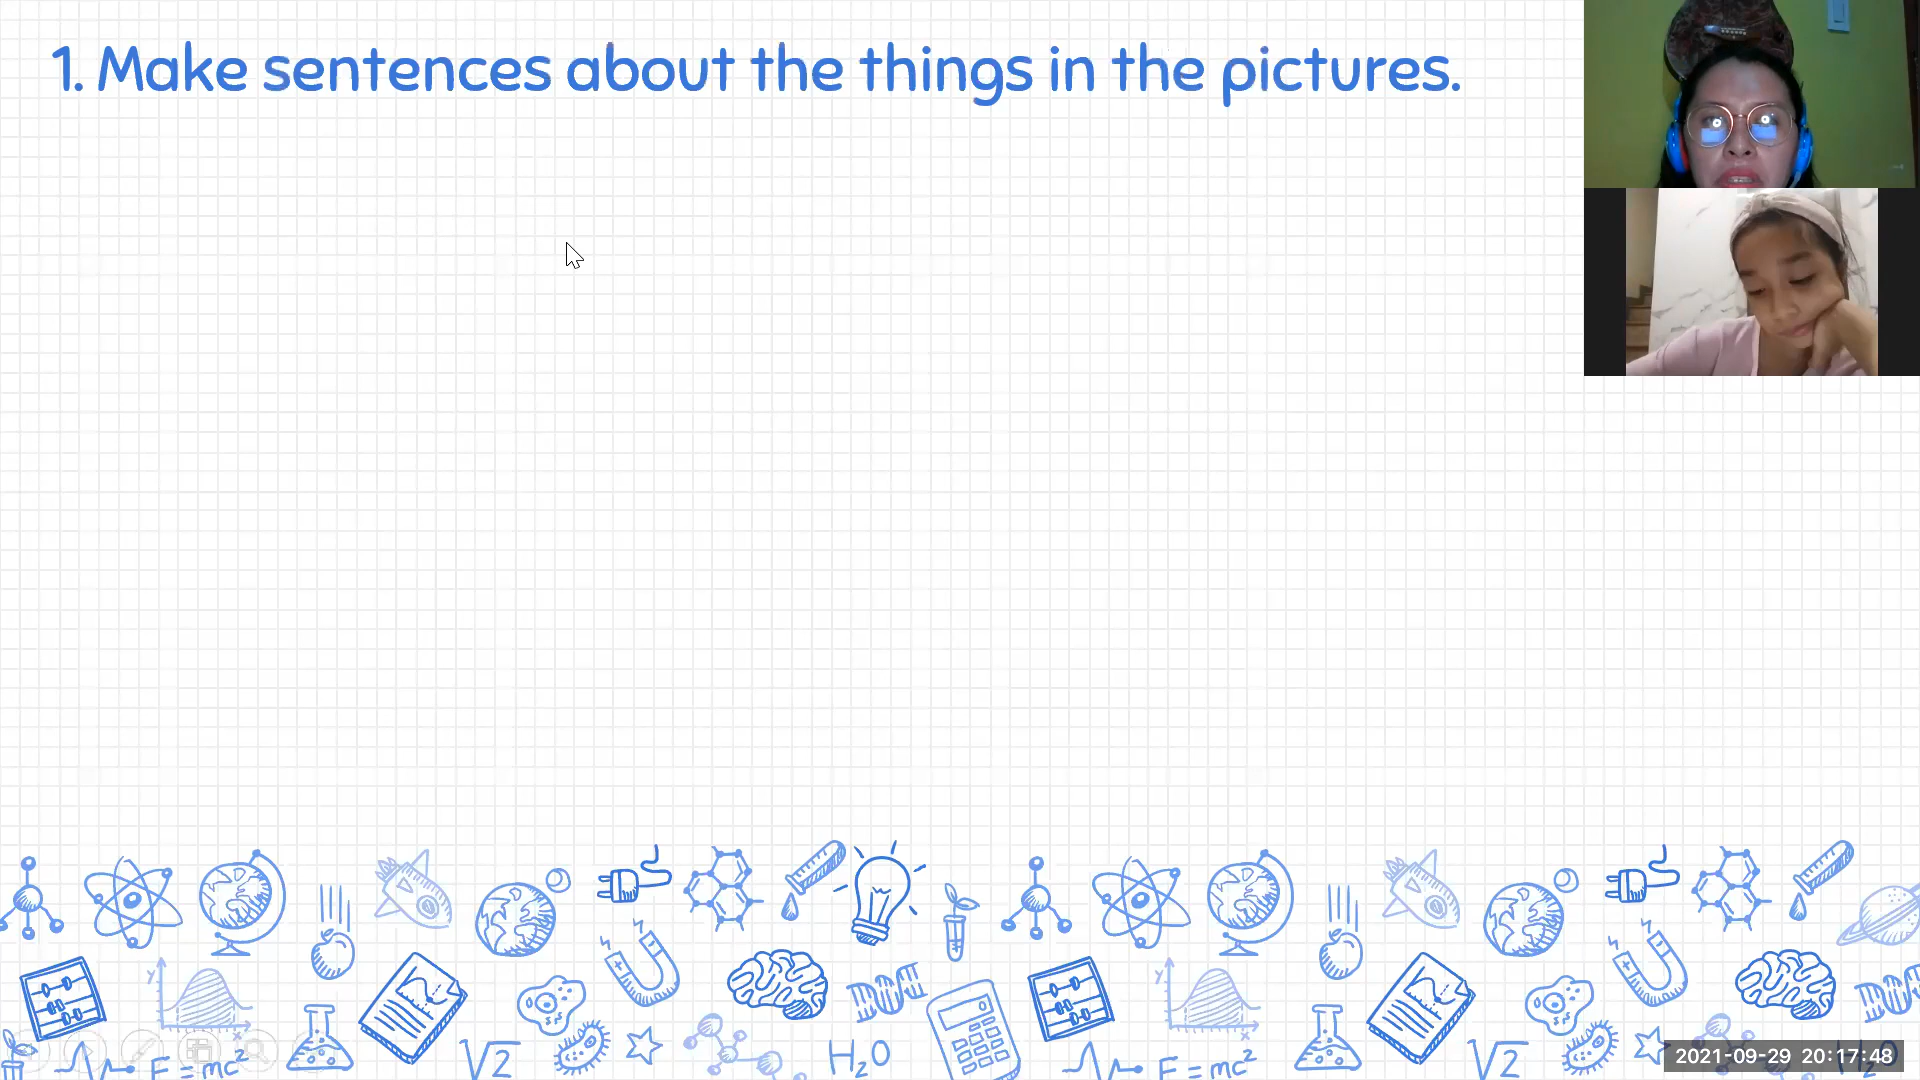 1. Make sentences about the things in the pictures.
y
x
F = mc²
√2
H₂O
y
x
F = mc²
√2
H₂O
2021-09-29 20:17:48